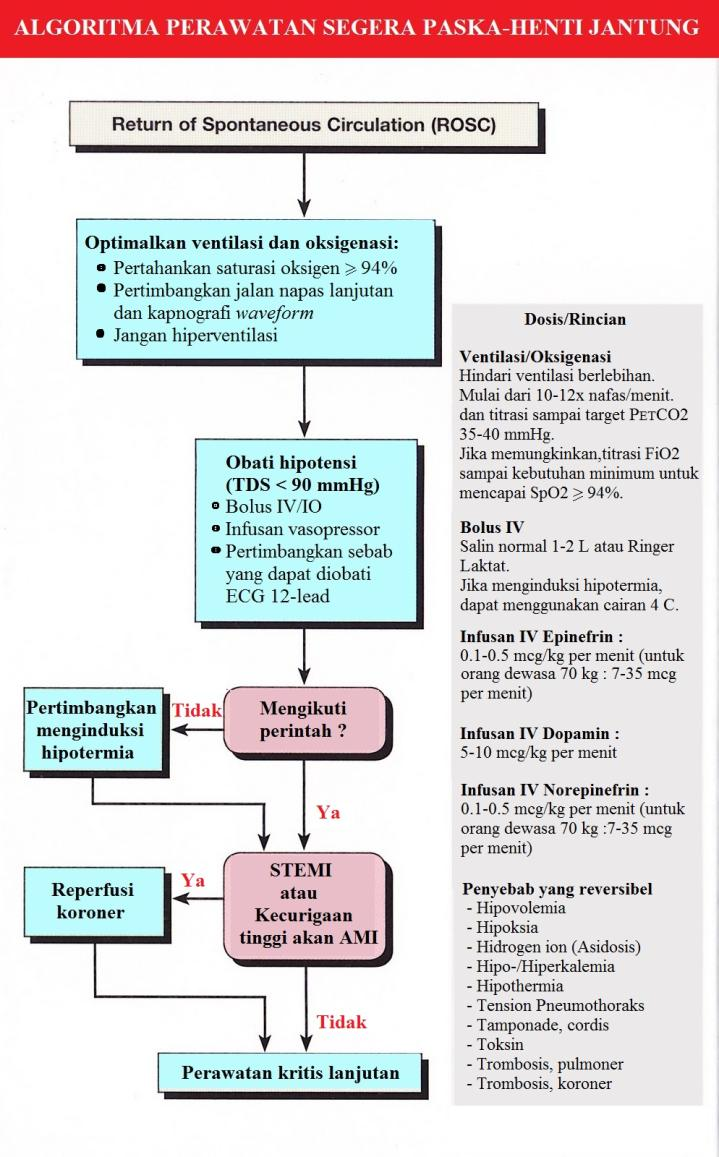 ALGORITMA PERAWATAN SEGERA PASKA-HENTI JANTUNG
Return of Spontaneous Circulation (ROSC)
Optimalkan ventilasi dan oksigenasi:
Pertahankan saturasi oksigen ⩾ 94%
Pertimbangkan jalan napas lanjutan
dan kapnografi waveform
Jangan hiperventilasi
Obati hipotensi
(TDS < 90 mmHg)
Bolus IV/IO
Infusan vasopressor
Pertimbangkan sebab
yang dapat diobati
ECG 12-lead
Mengikuti
perintah ?
Tidak
Pertimbangkan
menginduksi
hipotermia
Ya
STEMI
atau
Kecurigaan
tinggi akan AMI
Ya
Reperfusi
koroner
Tidak
Perawatan kritis lanjutan
Dosis/Rincian
Ventilasi/Oksigenasi
Hindari ventilasi berlebihan.
Mulai dari 10-12x nafas/menit.
dan titrasi sampai target PETCO2
35-40 mmHg.
Jika memungkinkan,titrasi FiO2
sampai kebutuhan minimum untuk
mencapai SpO2 ⩾ 94%.
Bolus IV
Salin normal 1-2 L atau Ringer
Laktat.
Jika menginduksi hipotermia,
dapat menggunakan cairan 4 C.
Infusan IV Epinefrin :
0.1-0.5 mcg/kg per menit (untuk
orang dewasa 70 kg : 7-35 mcg
per menit)
Infusan IV Dopamin :
5-10 mcg/kg per menit
Infusan IV Norepinefrin :
0.1-0.5 mcg/kg per menit (untuk
orang dewasa 70 kg :7-35 mcg
per menit)
Penyebab yang reversibel
- Hipovolemia
- Hipoksia
- Hidrogen ion (Asidosis)
- Hipo-/Hiperkalemia
- Hipothermia
- Tension Pneumothoraks
- Tamponade, cordis
- Toksin
- Trombosis, pulmoner
- Trombosis, koroner